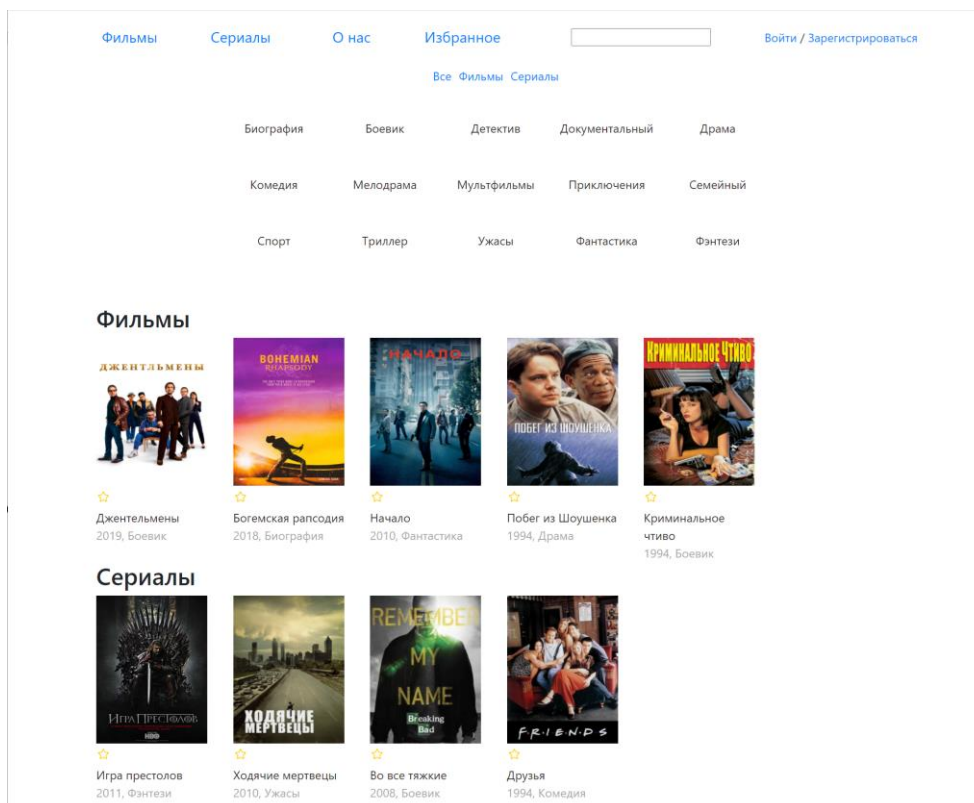 Фильмы Сериалы О нас Избранное Войти / Зарегистрироваться
Все Фильмы Сериалы
Биография Боевик Детектив Документальный Драма
Комедия Мелодрама Мультфильмы Приключения Семейный
Спорт Триллер Ужасы Фантастика Фэнтези
Фильмы
ДЖЕНТЛЬМЕНЫ
BOHEMIAN
RHAPSODY
НАЧАЛО
ПОБЕГ ИЗ ШОУШЕНКА
КРИМИНАЛЬНОЕ ЧТИВО
Джентельмены Богемская рапсодия Начало Побег из Шоушенка Криминальное
чтиво
2019, Боевик 2018, Биография 2010, Фантастика 1994, Драма
1994, Боевик
Сериалы
ИГРА ПРЕСТОЛОВ
HBO
ХОДЯЧИЕ
МЕРТВЕЦЫ
REMEMBER
MY
NAME
Breaking
Bad
F·R·I·E·N·D·S
Игра престолов Ходячие мертвецы Во все тяжкие Друзья
2011, Фэнтези 2010, Ужасы 2008, Боевик 1994, Комедия